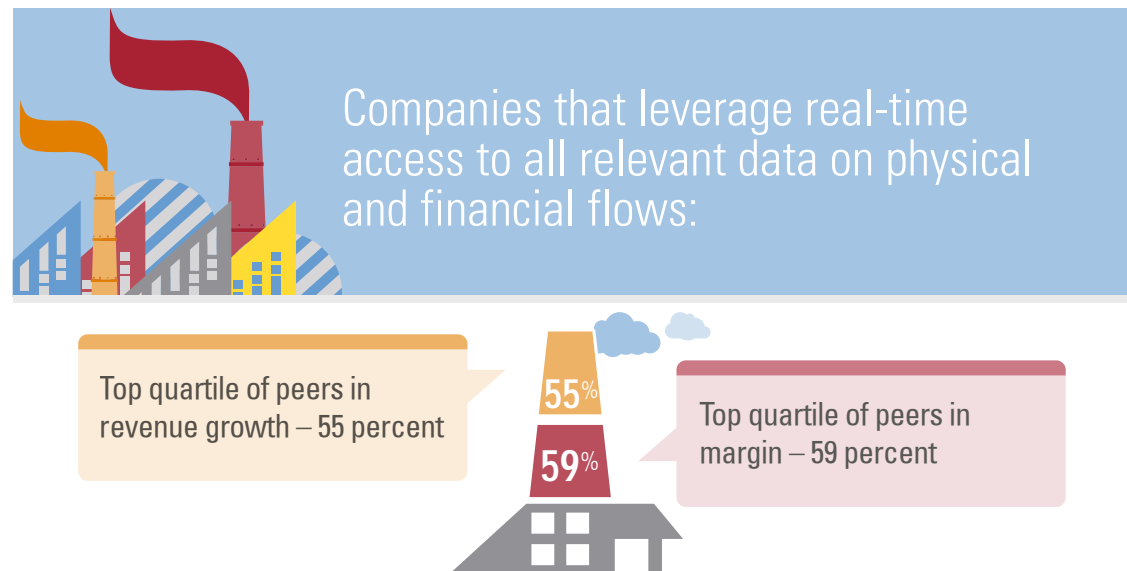 Companies that leverage real-time
access to all relevant data on physical
and financial flows:
Top quartile of peers in
revenue growth – 55 percent
55%
59%
Top quartile of peers in
margin – 59 percent